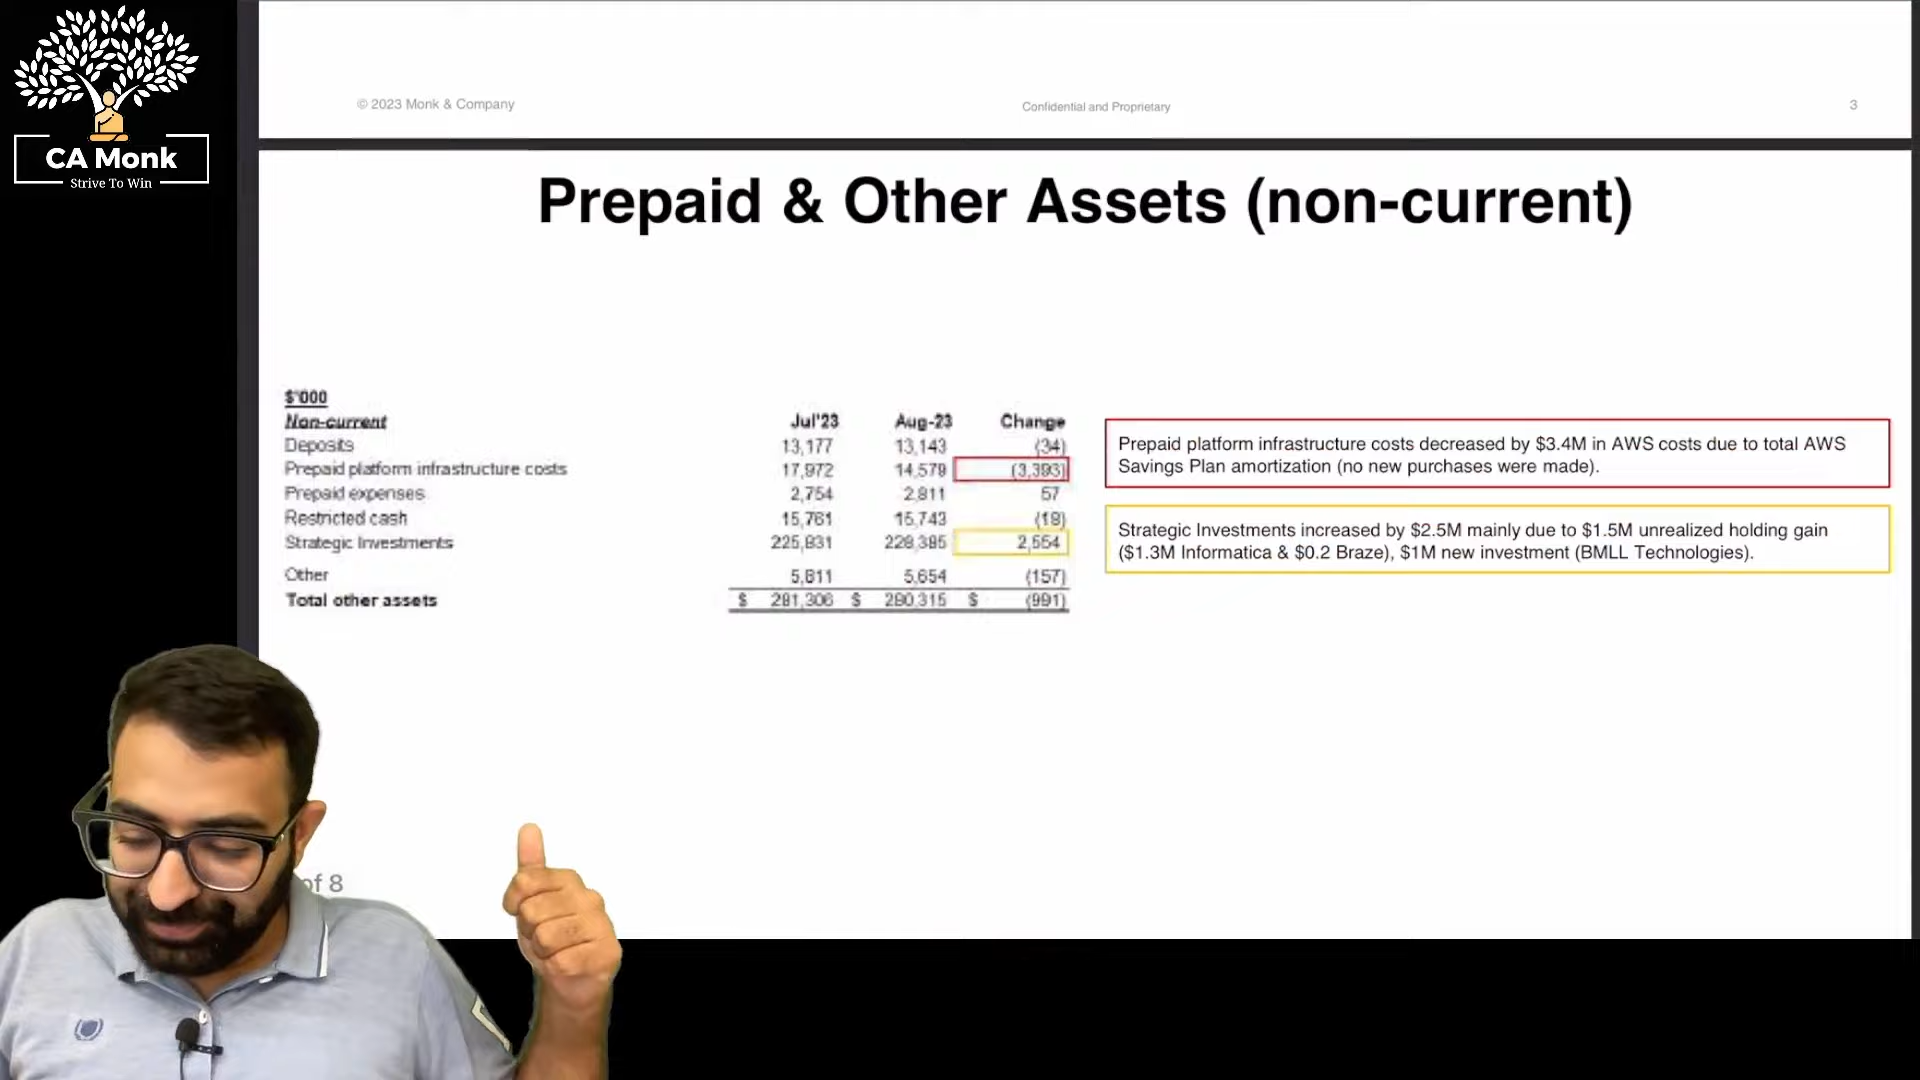 CA Monk
Strive To Win
© 2023 Monk & Company Confidential and Proprietary 3
Prepaid & Other Assets (non-current)
$'000
Non-current Jul'23 Aug-23 Change
Deposits 13,177 13,143 (34)
Prepaid platform infrastructure costs 17,972 14,579 (3,393)
Prepaid expenses 2,754 2,811 57
Restricted cash 15,761 15,743 (18)
Strategic Investments 225,831 228,385 2,554
Other 5,811 5,654 (157)
Total other assets $ 281,306 $ 280,315 $ (991)
Prepaid platform infrastructure costs decreased by $3.4M in AWS costs due to total AWS
Savings Plan amortization (no new purchases were made).
Strategic Investments increased by $2.5M mainly due to $1.5M unrealized holding gain
($1.3M Informatica & $0.2 Braze), $1M new investment (BMLL Technologies).
of 8